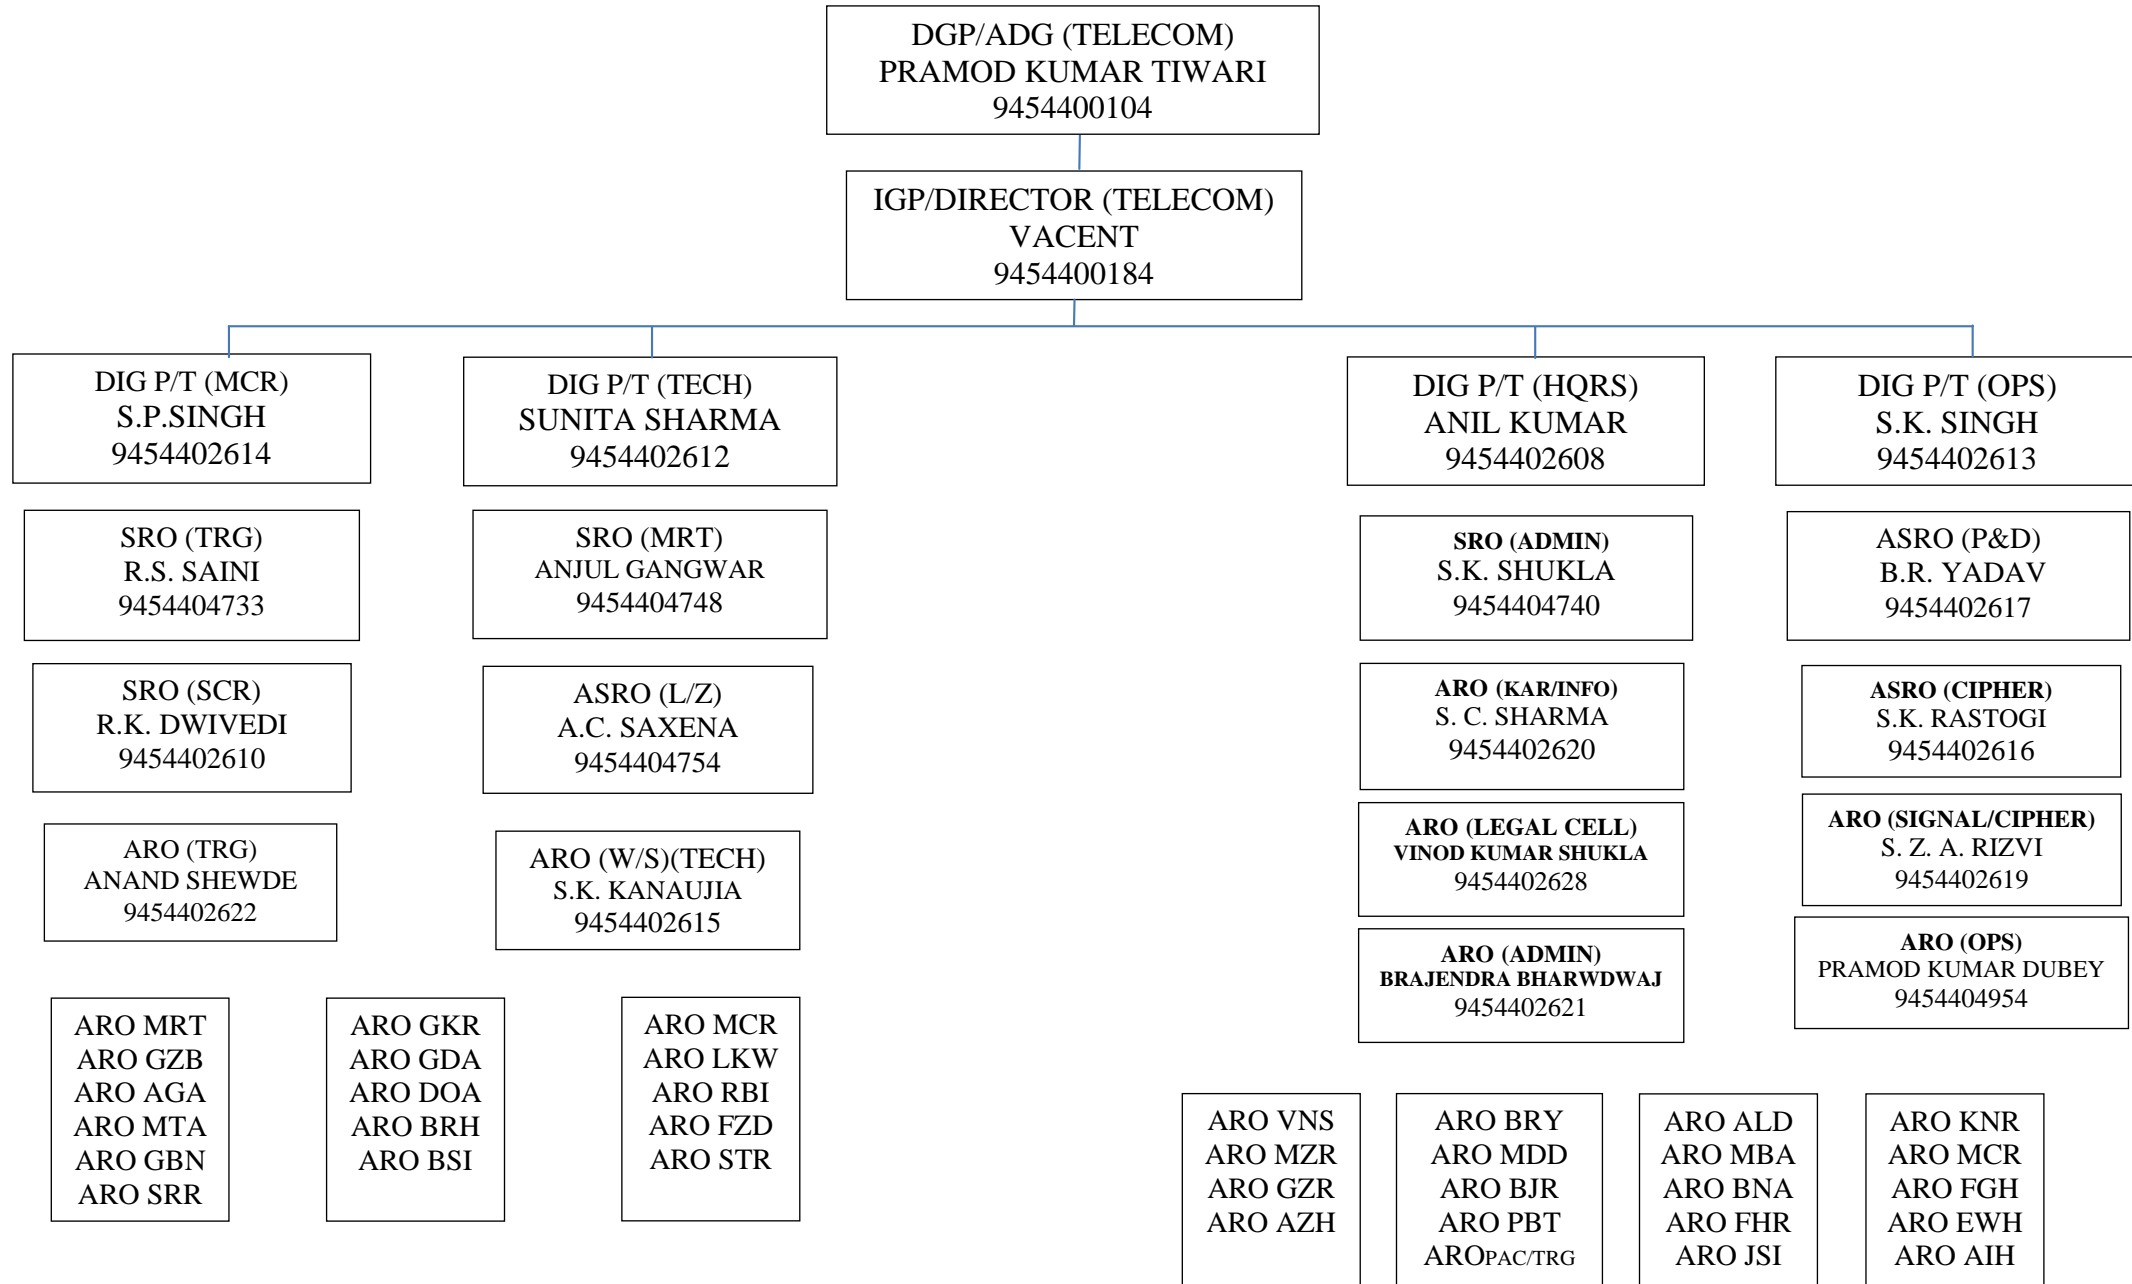 DGP/ADG (TELECOM)
PRAMOD KUMAR TIWARI
9454400104
IGP/DIRECTOR (TELECOM)
VACENT
9454400184
DIG P/T (MCR)
S.P.SINGH
9454402614
DIG P/T (TECH)
SUNITA SHARMA
9454402612
DIG P/T (HQRS)
ANIL KUMAR
9454402608
DIG P/T (OPS)
S.K. SINGH
9454402613
SRO (TRG)
R.S. SAINI
9454404733
SRO (MRT)
ANJUL GANGWAR
9454404748
SRO (ADMIN)
S.K. SHUKLA
9454404740
ASRO (P&D)
B.R. YADAV
9454402617
SRO (SCR)
R.K. DWIVEDI
9454402610
ASRO (L/Z)
A.C. SAXENA
9454404754
ARO (KAR/INFO)
S. C. SHARMA
9454402620
ASRO (CIPHER)
S.K. RASTOGI
9454402616
ARO (TRG)
ANAND SHEWDE
9454402622
ARO (W/S)(TECH)
S.K. KANAUJIA
9454402615
ARO (LEGAL CELL)
VINOD KUMAR SHUKLA
9454402628
ARO (SIGNAL/CIPHER)
S. Z. A. RIZVI
9454402619
ARO (ADMIN)
BRAJENDRA BHARWDWAJ
9454402621
ARO (OPS)
PRAMOD KUMAR DUBEY
9454404954
ARO MRT
ARO GZB
ARO AGA
ARO MTA
ARO GBN
ARO SRR
ARO GKR
ARO GDA
ARO DOA
ARO BRH
ARO BSI
ARO MCR
ARO LKW
ARO RBI
ARO FZD
ARO STR
ARO VNS
ARO MZR
ARO GZR
ARO AZH
ARO BRY
ARO MDD
ARO BJR
ARO PBT
AROPAC/TRG
ARO ALD
ARO MBA
ARO BNA
ARO FHR
ARO JSI
ARO KNR
ARO MCR
ARO FGH
ARO EWH
ARO AIH